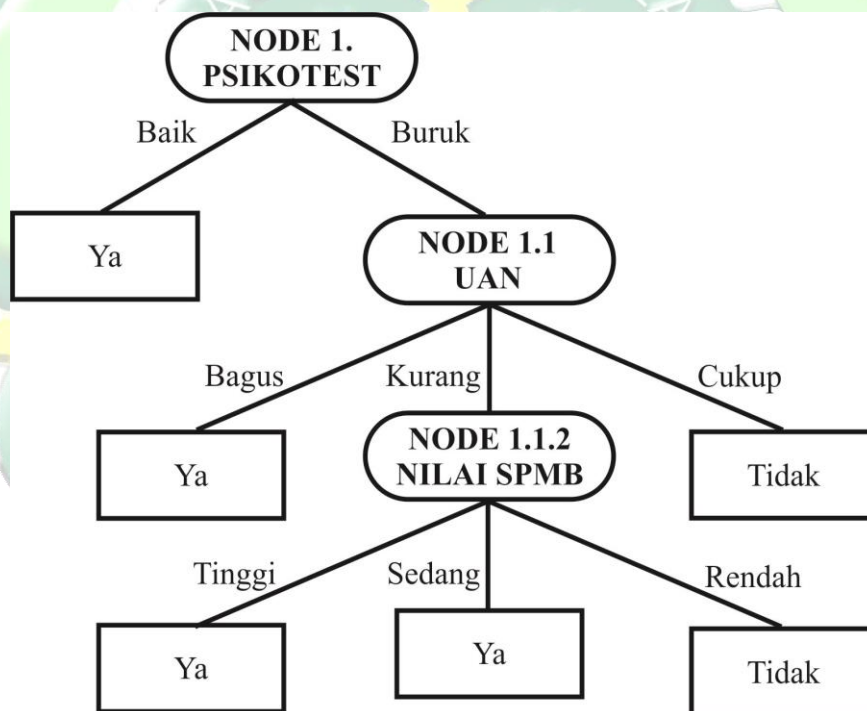 NODE 1.
PSIKOTEST
Baik
Buruk
Ya
NODE 1.1
UAN
Bagus
Kurang
Cukup
Ya
NODE 1.1.2
NILAI SPMB
Tidak
Tinggi
Sedang
Rendah
Ya
Ya
Tidak